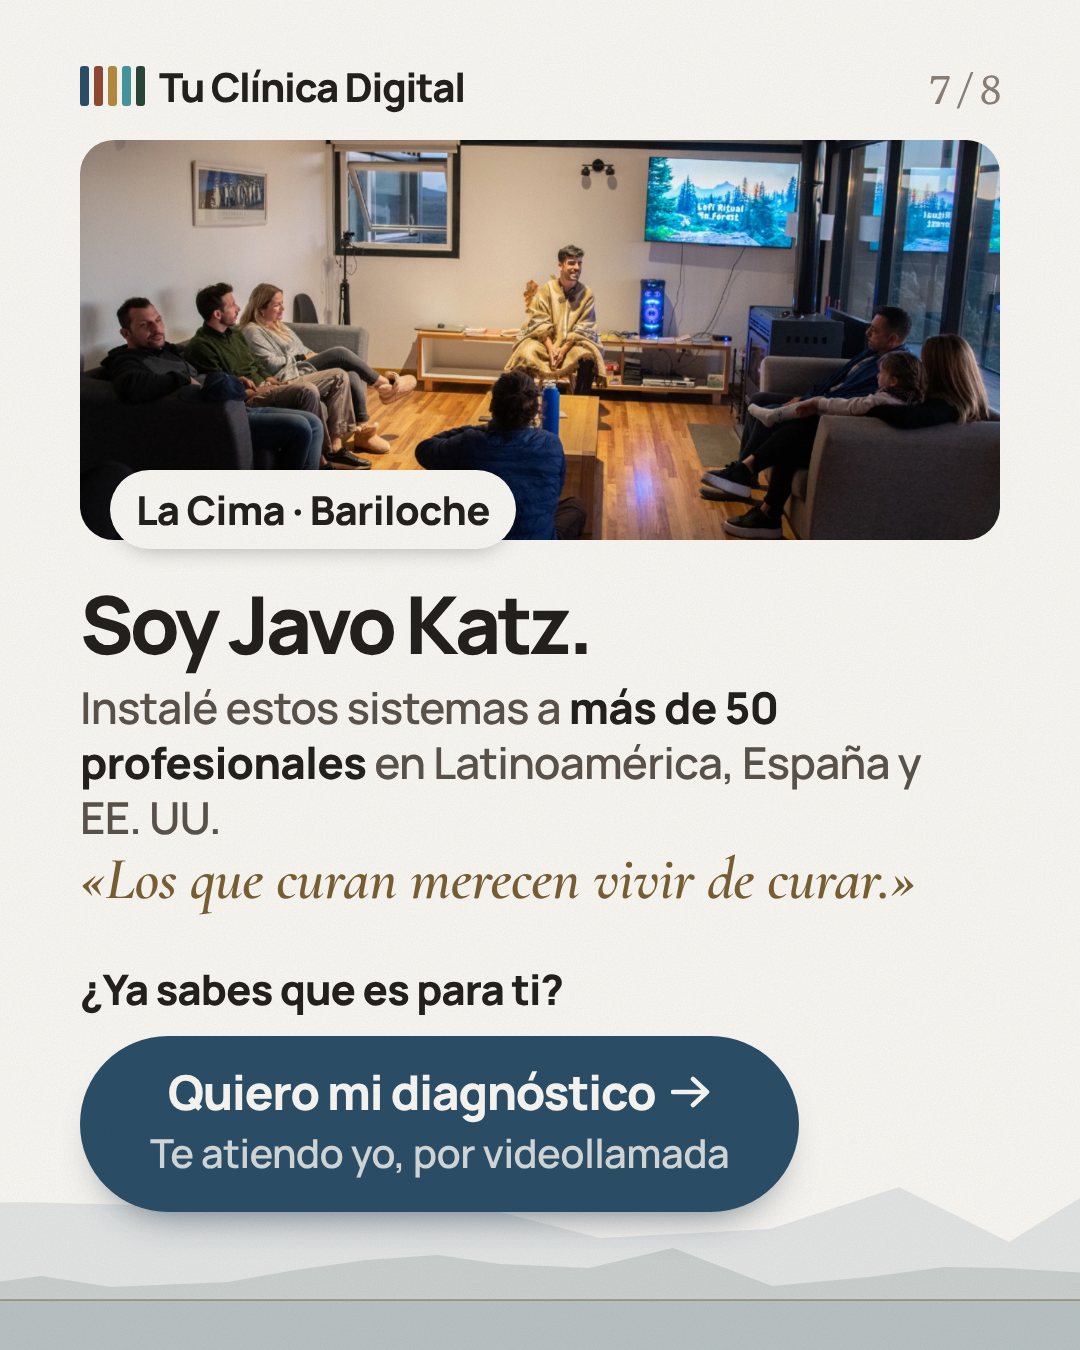 Tu Clínica Digital
7/8
Lofi Ritual
La Cima · Bariloche
Soy Javo Katz.
Instalé estos sistemas a más de 50
profesionales en Latinoamérica, España y
EE. UU.
«Los que curan merecen vivir de curar.»
¿Ya sabes que es para ti?
Quiero mi diagnóstico →
Te atiendo yo, por videollamada